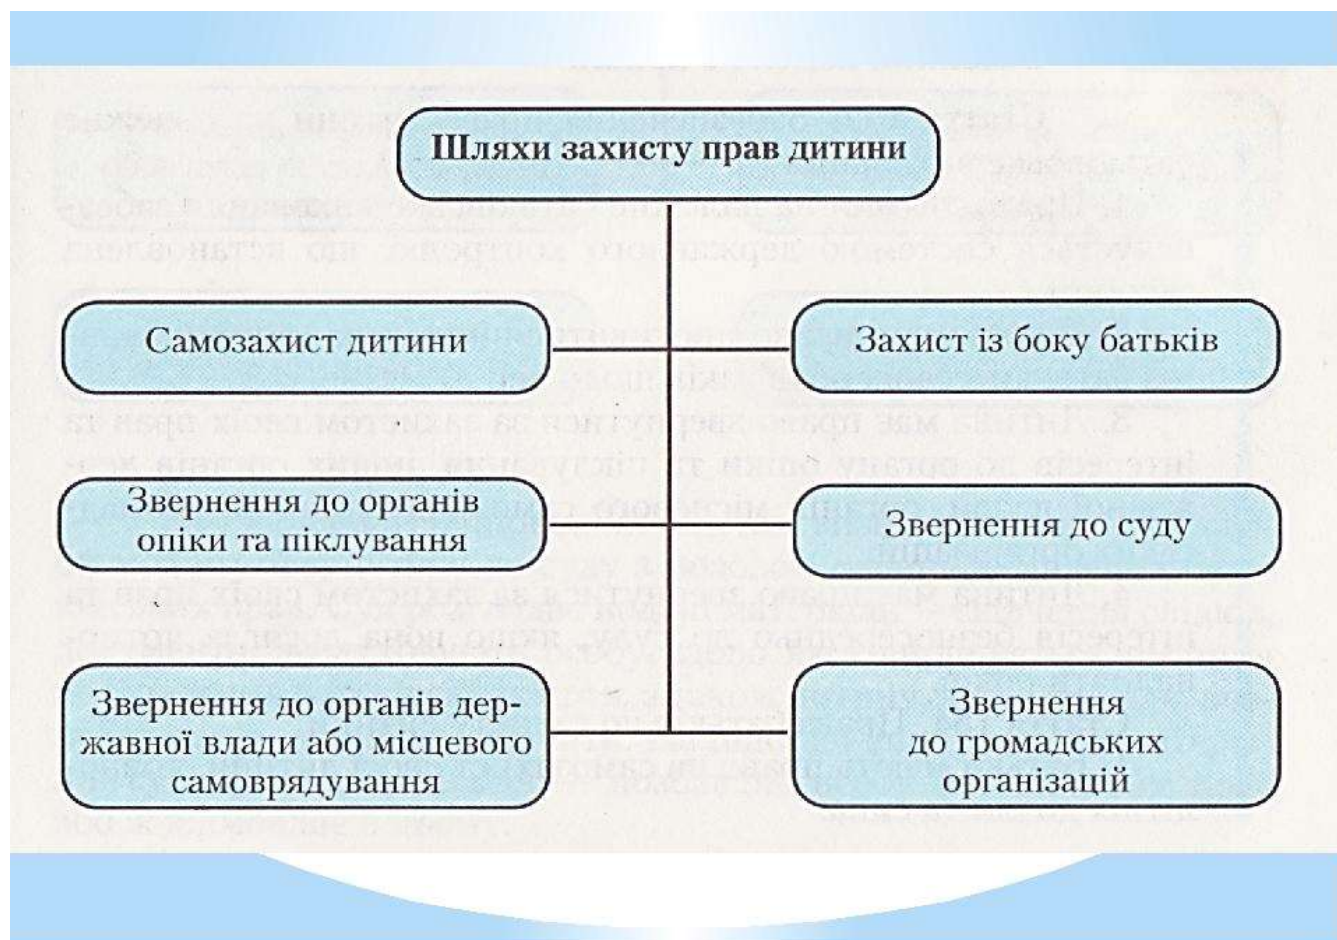 Шляхи захисту прав дитини
Самозахист дитини
Захист із боку батьків
Звернення до органів
опіки та піклування
Звернення до суду
Звернення до органів дер-
жавної влади або місцевого
самоврядування
Звернення
до громадських
організацій